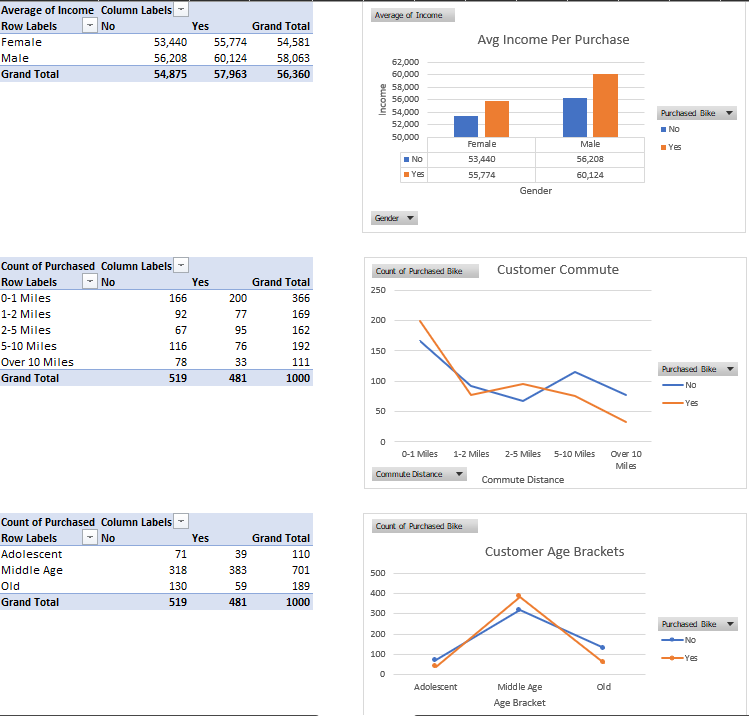 Average of Income Column Labels
Row Labels No Yes Grand Total
Female 53,440 55,774 54,581
Male 56,208 60,124 58,063
Grand Total 54,875 57,963 56,360
Average of Income
Avg Income Per Purchase
62,000
60,000
58,000
56,000
54,000
52,000
50,000
Income
Female Male
No 53,440 56,208
Yes 55,774 60,124
Gender
Purchased Bike
No
Yes
Gender
Count of Purchased Column Labels
Row Labels No Yes Grand Total
0-1 Miles 166 200 366
1-2 Miles 92 77 169
2-5 Miles 67 95 162
5-10 Miles 116 76 192
Over 10 Miles 78 33 111
Grand Total 519 481 1000
Count of Purchased Bike
Customer Commute
250
200
150
100
50
0
0-1 Miles 1-2 Miles 2-5 Miles 5-10 Miles Over 10
Miles
Commute Distance
Commute Distance
Purchased Bike
No
Yes
Count of Purchased Column Labels
Row Labels No Yes Grand Total
Adolescent 71 39 110
Middle Age 318 383 701
Old 130 59 189
Grand Total 519 481 1000
Count of Purchased Bike
Customer Age Brackets
500
400
300
200
100
0
Adolescent Middle Age Old
Age Bracket
Purchased Bike
No
Yes